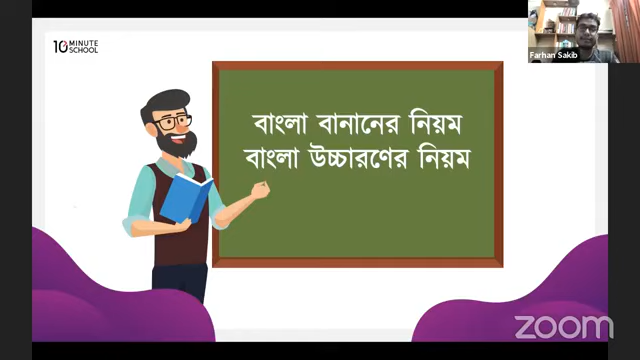 10 MINUTE
SCHOOL
Farhan Sakib
বাংলা বানানের নিয়ম
বাংলা উচ্চারণের নিয়ম
zoom